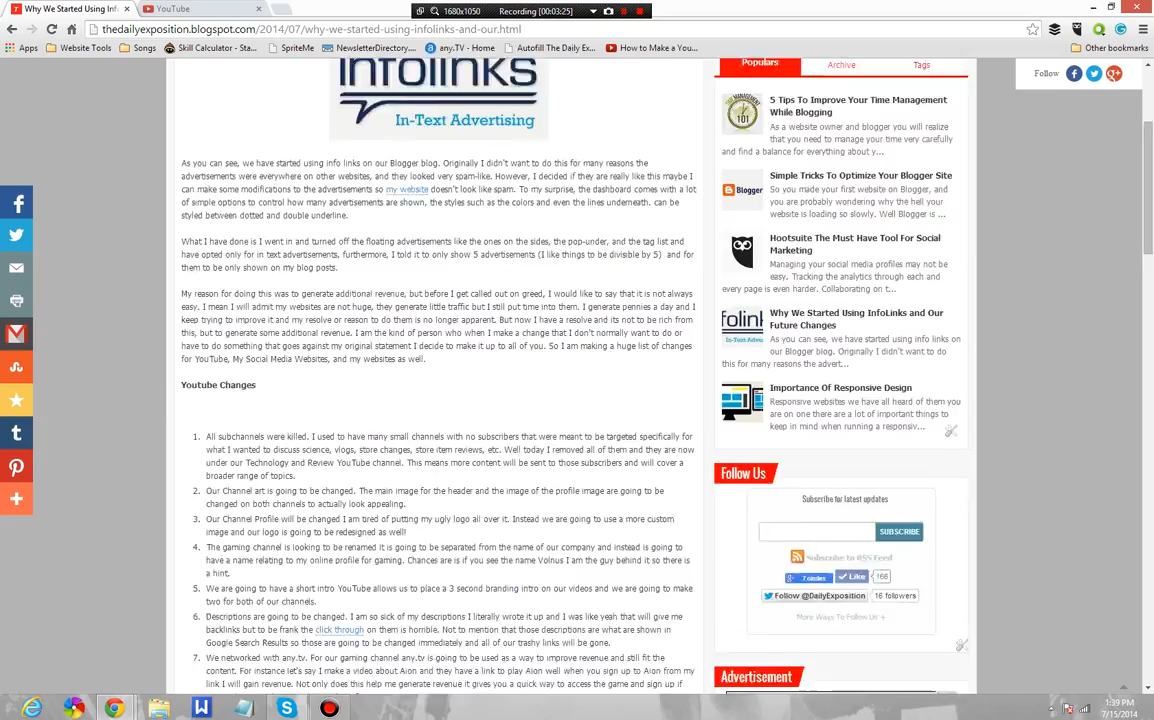 Why We Started Using Inf
YouTube
1680x1050
Recording [00:03:25]
thedailyexposition.blogspot.com/2014/07/why-we-started-using-infolinks-and-our.html
Apps
Website Tools
Songs
Skill Calculator - Sta...
SpriteMe
NewsletterDirectory....
any.TV - Home
Autofill The Daily Ex...
How to Make a You...
Other bookmarks
infolinks
In-Text Advertising
As you can see, we have started using info links on our Blogger blog. Originally I didn't want to do this for many reasons the
advertisements were everywhere on other websites, and they looked very spam-like. However, I decided if they are really like this maybe I
can make some modifications to the advertisements so my website doesn't look like spam. To my surprise, the dashboard comes with a lot
of simple options to control how many advertisements are shown, the styles such as the colors and even the lines underneath. can be
styled between dotted and double underline.
What I have done is I went in and turned off the floating advertisements like the ones on the sides, the pop-under, and the tag list and
have opted only for in text advertisements, furthermore, I told it to only show 5 advertisements (I like things to be divisible by 5) and for
them to be only shown on my blog posts.
My reason for doing this was to generate additional revenue, but before I get called out on greed, I would like to say that it is not always
easy. I mean I will admit my websites are not huge, they generate little traffic but I still put time into them. I generate pennies a day and I
keep trying to improve it and my resolve or reason to do them is no longer apparent. But now I have a resolve and its not to be rich from
this, but to generate some additional revenue. I am the kind of person who when I make a change that I don't normally want to do or
have to do something that goes against my original statement I decide to make it up to all of you. So I am making a huge list of changes
for YouTube, My Social Media Websites, and my websites as well.
Youtube Changes
1. All subchannels were killed. I used to have many small channels with no subscribers that were meant to be targeted specifically for
what I wanted to discuss science, vlogs, store changes, store item reviews, etc. Well today I removed all of them and they are now
under our Technology and Review YouTube channel. This means more content will be sent to those subscribers and will cover a
broader range of topics.
2. Our Channel art is going to be changed. The main image for the header and the image of the profile image are going to be
changed on both channels to actually look appealing.
3. Our Channel Profile will be changed I am tired of putting my ugly logo all over it. Instead we are going to use a more custom
image and our logo is going to be redesigned as well!
4. The gaming channel is looking to be renamed it is going to be separated from the name of our company and instead is going to
have a name relating to my online profile for gaming. Chances are is if you see the name Volnus I am the guy behind it so there is
a hint.
5. We are going to have a short intro YouTube allows us to place a 3 second branding intro on our videos and we are going to make
two for both of our channels.
6. Descriptions are going to be changed. I am so sick of my descriptions I literally wrote it up and I was like yeah that will give me
backlinks but to be frank the click through on them is horrible. Not to mention that those descriptions are what are shown in
Google Search Results so those are going to be changed immediately and all of our trashy links will be gone.
7. We networked with any.tv. For our gaming channel any.tv is going to be used as a way to improve revenue and still fit the
content. For instance let's say I make a video about Aion and they have a link to play Aion well when you sign up to Aion from my
link I will gain revenue. Not only does this help me generate revenue it gives you a quick way to access the game and sign up if
Populars
Archive
Tags
5 Tips To Improve Your Time Management
While Blogging
As a website owner and blogger you will realize
that you need to manage your time very carefully
and find a balance for everything about y...
Simple Tricks To Optimize Your Blogger Site
So you made your first website on Blogger, and
you are probably wondering why the hell your
website is loading so slowly. Well Blogger is ...
Hootsuite The Must Have Tool For Social
Marketing
Managing your social media profiles may not be
easy. Tracking the analytics through each and
every page is even harder. Collaborating on t...
Why We Started Using InfoLinks and Our
Future Changes
As you can see, we have started using info links on
our Blogger blog. Originally I didn't want to do
this for many reasons the advert...
Importance Of Responsive Design
Responsive websites we have all heard of them you
are on one there are a lot of important things to
keep in mind when running a responsiv...
Follow Us
Subscribe for latest updates
SUBSCRIBE
Subscribe to RSS Feed
7 circles
Like
166
Follow @DailyExposition
16 followers
More Ways To Follow Us +
Advertisement
Follow
1:39 PM
7/15/2014